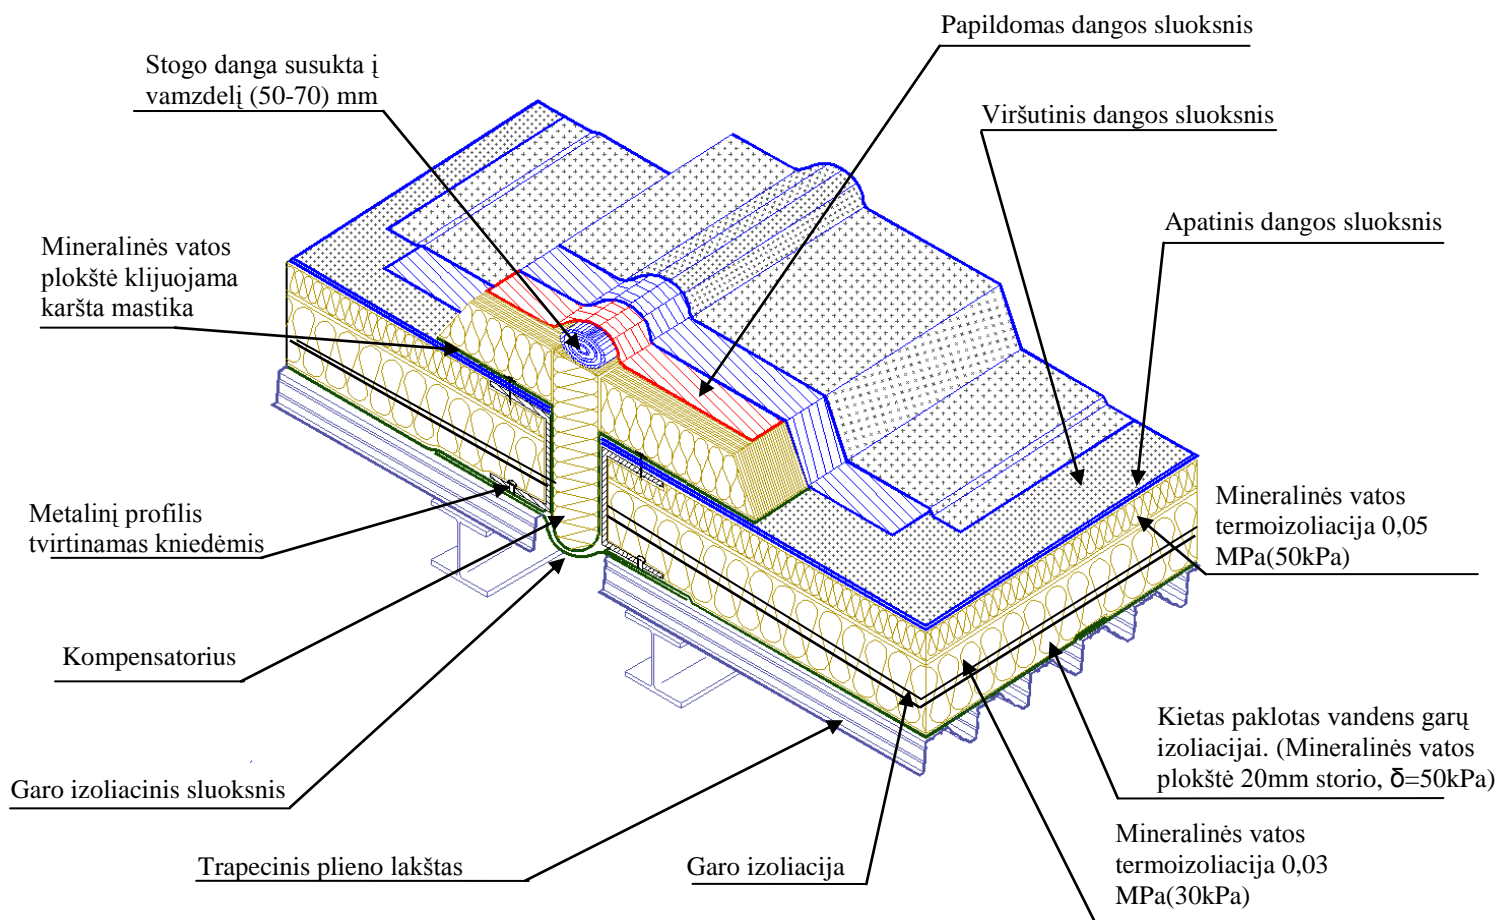 Papildomas dangos sluoksnis
Stogo danga susukta į
vamzdelį (50-70) mm
Viršutinis dangos sluoksnis
Apatinis dangos sluoksnis
Mineralinės vatos
plokštė klijuojama
karšta mastika
Mineralinės vatos
termoizoliacija 0,05
MPa(50kPa)
Metalinį profilis
tvirtinamas kniedėmis
Kompensatorius
Kietas paklotas vandens garų
izoliacijai. (Mineralinės vatos
plokštė 20mm storio, δ=50kPa)
Garo izoliacinis sluoksnis
Trapecinis plieno lakštas
Garo izoliacija
Mineralinės vatos
termoizoliacija 0,03
MPa(30kPa)